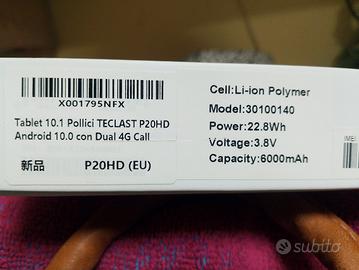 X001795NFX
Tablet 10.1 Pollici TECLAST P20HD
Android 10.0 con Dual 4G Call
新品 P20HD (EU)
Cell:Li-ion Polymer
Model:30100140
Power:22.8Wh
Voltage:3.8V
Capacity:6000mAh
IMEI
subito